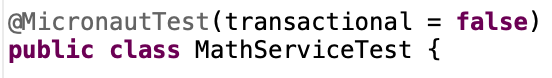 @MicronautTest(transactional = false)
public class MathServiceTest {